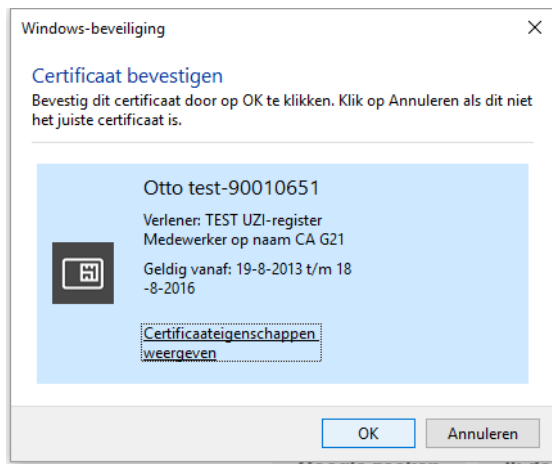 Windows-beveiliging
Certificaat bevestigen
Bevestig dit certificaat door op OK te klikken. Klik op Annuleren als dit niet
het juiste certificaat is.
Otto test-90010651
Verlener: TEST UZI-register
Medewerker op naam CA G21
Geldig vanaf: 19-8-2013 t/m 18
-8-2016
Certificaateigenschappen
weergeven
OK
Annuleren